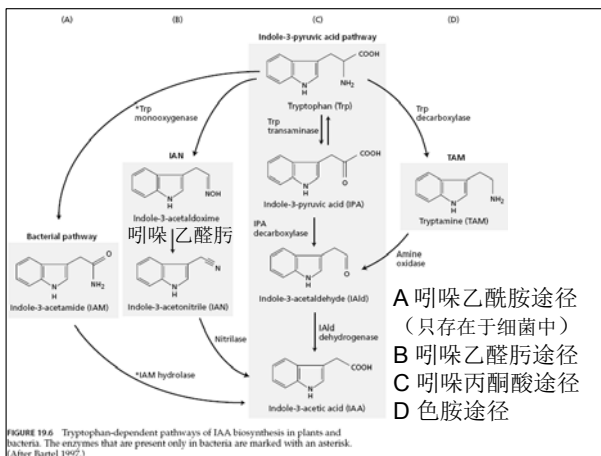 (A)
(B)
(C)
(D)
Indole-3-pyruvic acid pathway
COOH
NH₂
N
H
Tryptophan (Trp)
*Trp
monooxygenase
Trp
transaminase
Trp
decarboxylase
IAN
NOH
N
H
Indole-3-acetaldoxime
吲哚乙醛肟
COOH
O
N
H
Indole-3-pyruvic acid (IPA)
TAM
NH₂
N
H
Tryptamine (TAM)
Bacterial pathway
O
NH₂
N
H
Indole-3-acetamide (IAM)
N
N
H
Indole-3-acetonitrile (IAN)
IPA
decarboxylase
O
N
H
Indole-3-acetaldehyde (IAld)
Amine
oxidase
Nitrilase
IAld
dehydrogenase
*IAM hydrolase
COOH
N
H
Indole-3-acetic acid (IAA)
A 吲哚乙酰胺途径
（只存在于细菌中）
B 吲哚乙醛肟途径
C 吲哚丙酮酸途径
D 色胺途径
FIGURE 19.6 Tryptophan-dependent pathways of IAA biosynthesis in plants and
bacteria. The enzymes that are present only in bacteria are marked with an asterisk.
(After Bartel 1997.)